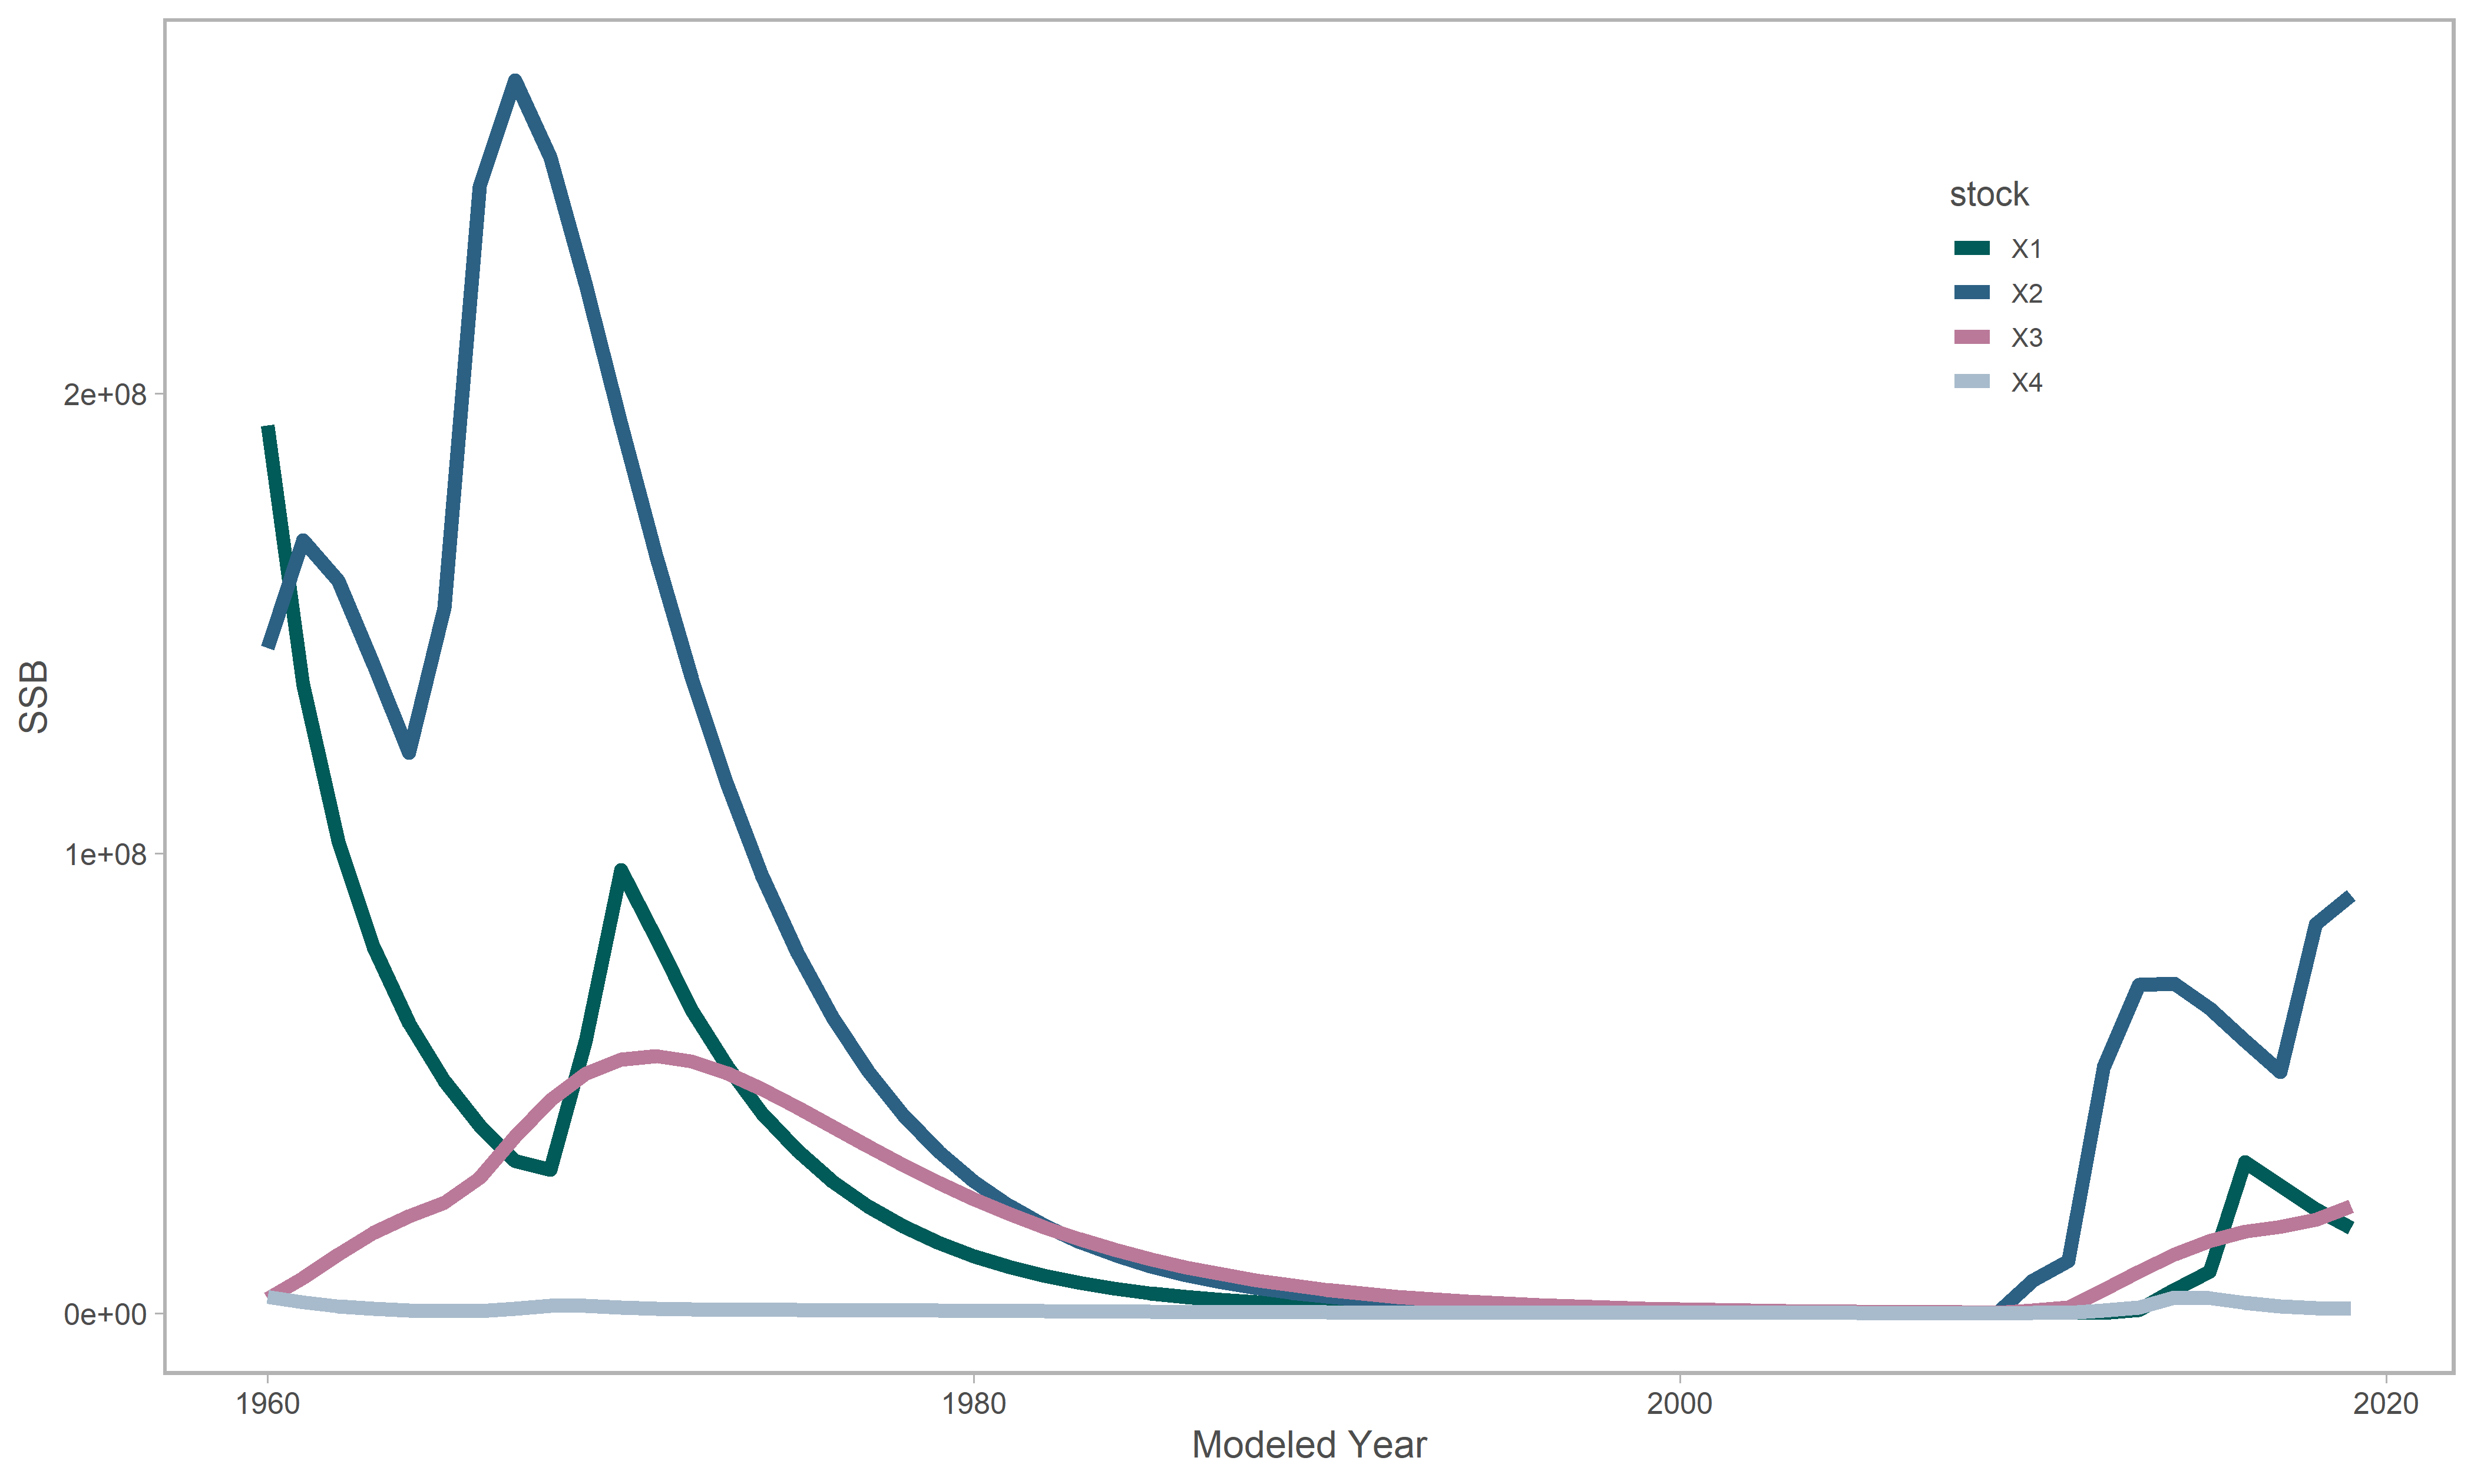 stock
X1
X2
X3
X4
SSB
2e+08
1e+08
0e+00
1960 1980 2000 2020
Modeled Year